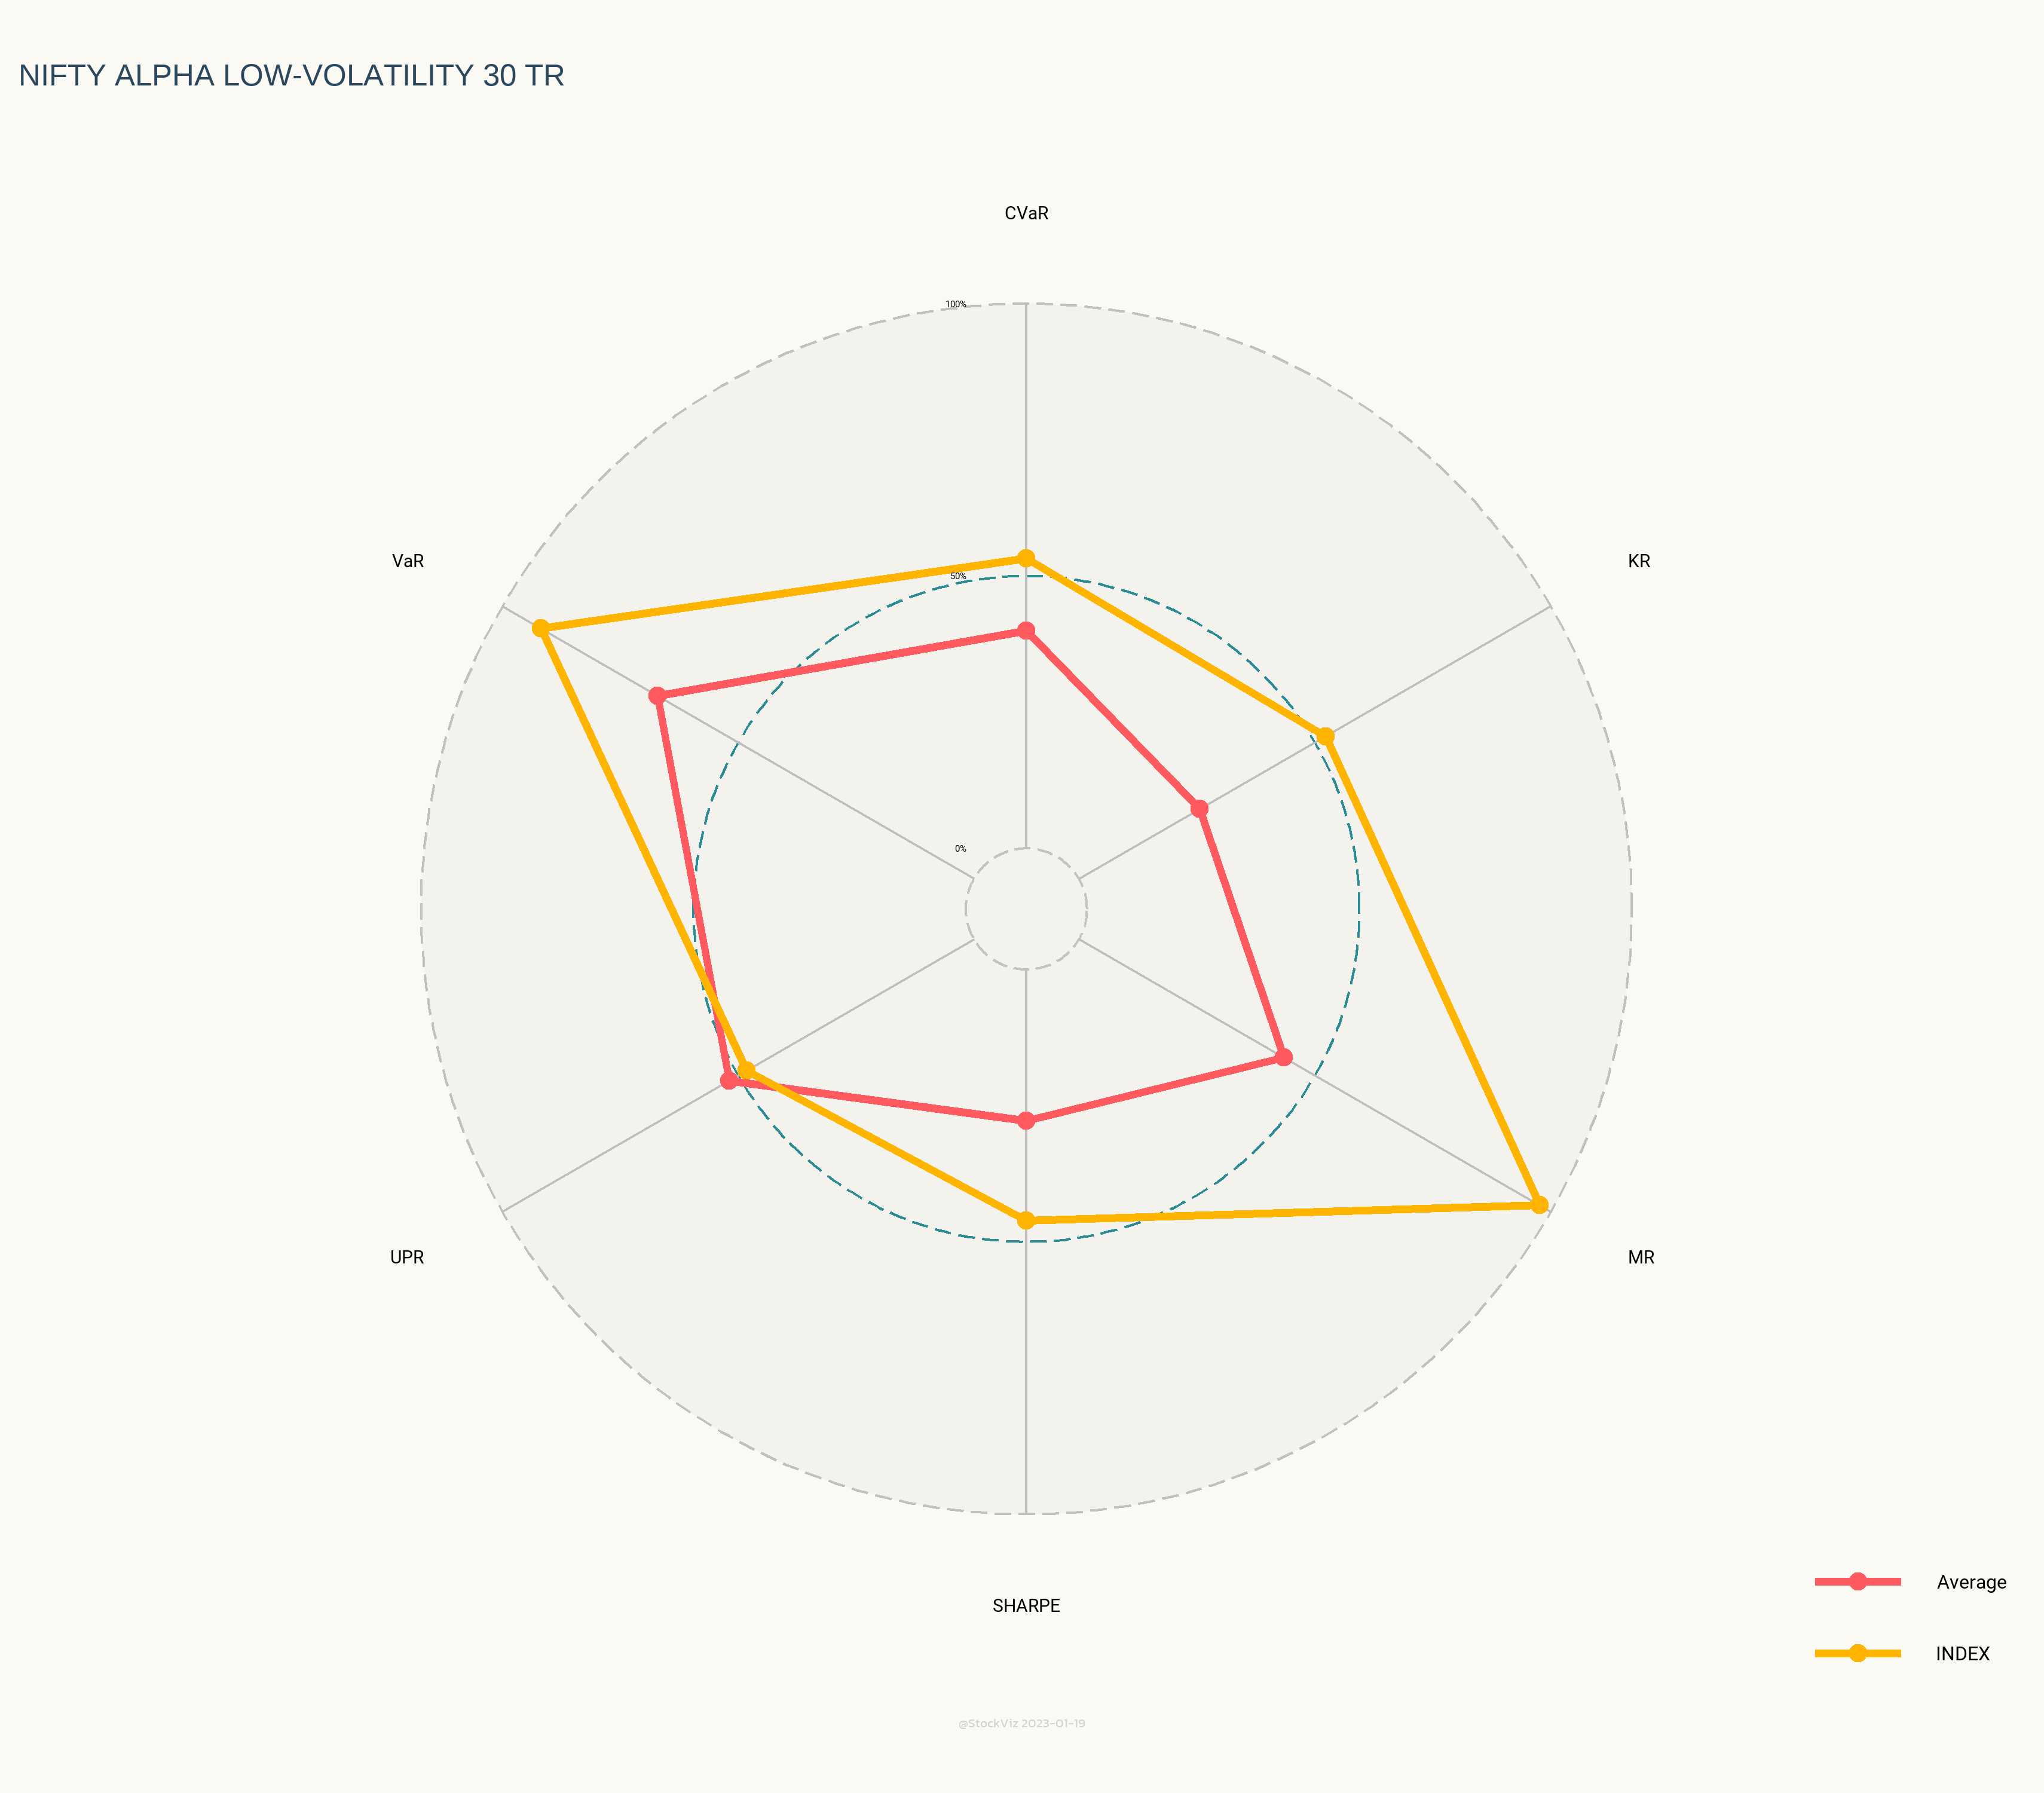 NIFTY ALPHA LOW-VOLATILITY 30 TR
CVaR
100%
VaR
KR
50%
0%
UPR
MR
SHARPE
Average
INDEX
@StockViz 2023-01-19